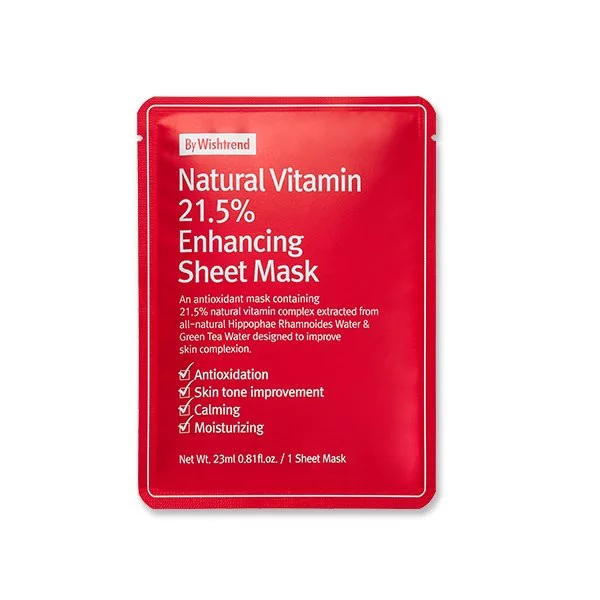 By Wishtrend
Natural Vitamin
21.5%
Enhancing
Sheet Mask
An antioxidant mask containing
21.5% natural vitamin complex extracted from
all-natural Hippophae Rhamnoides Water &
Green Tea Water designed to improve
skin complexion.
Antioxidation
Skin tone improvement
Calming
Moisturizing
Net Wt. 23ml 0.81fl.oz. / 1 Sheet Mask